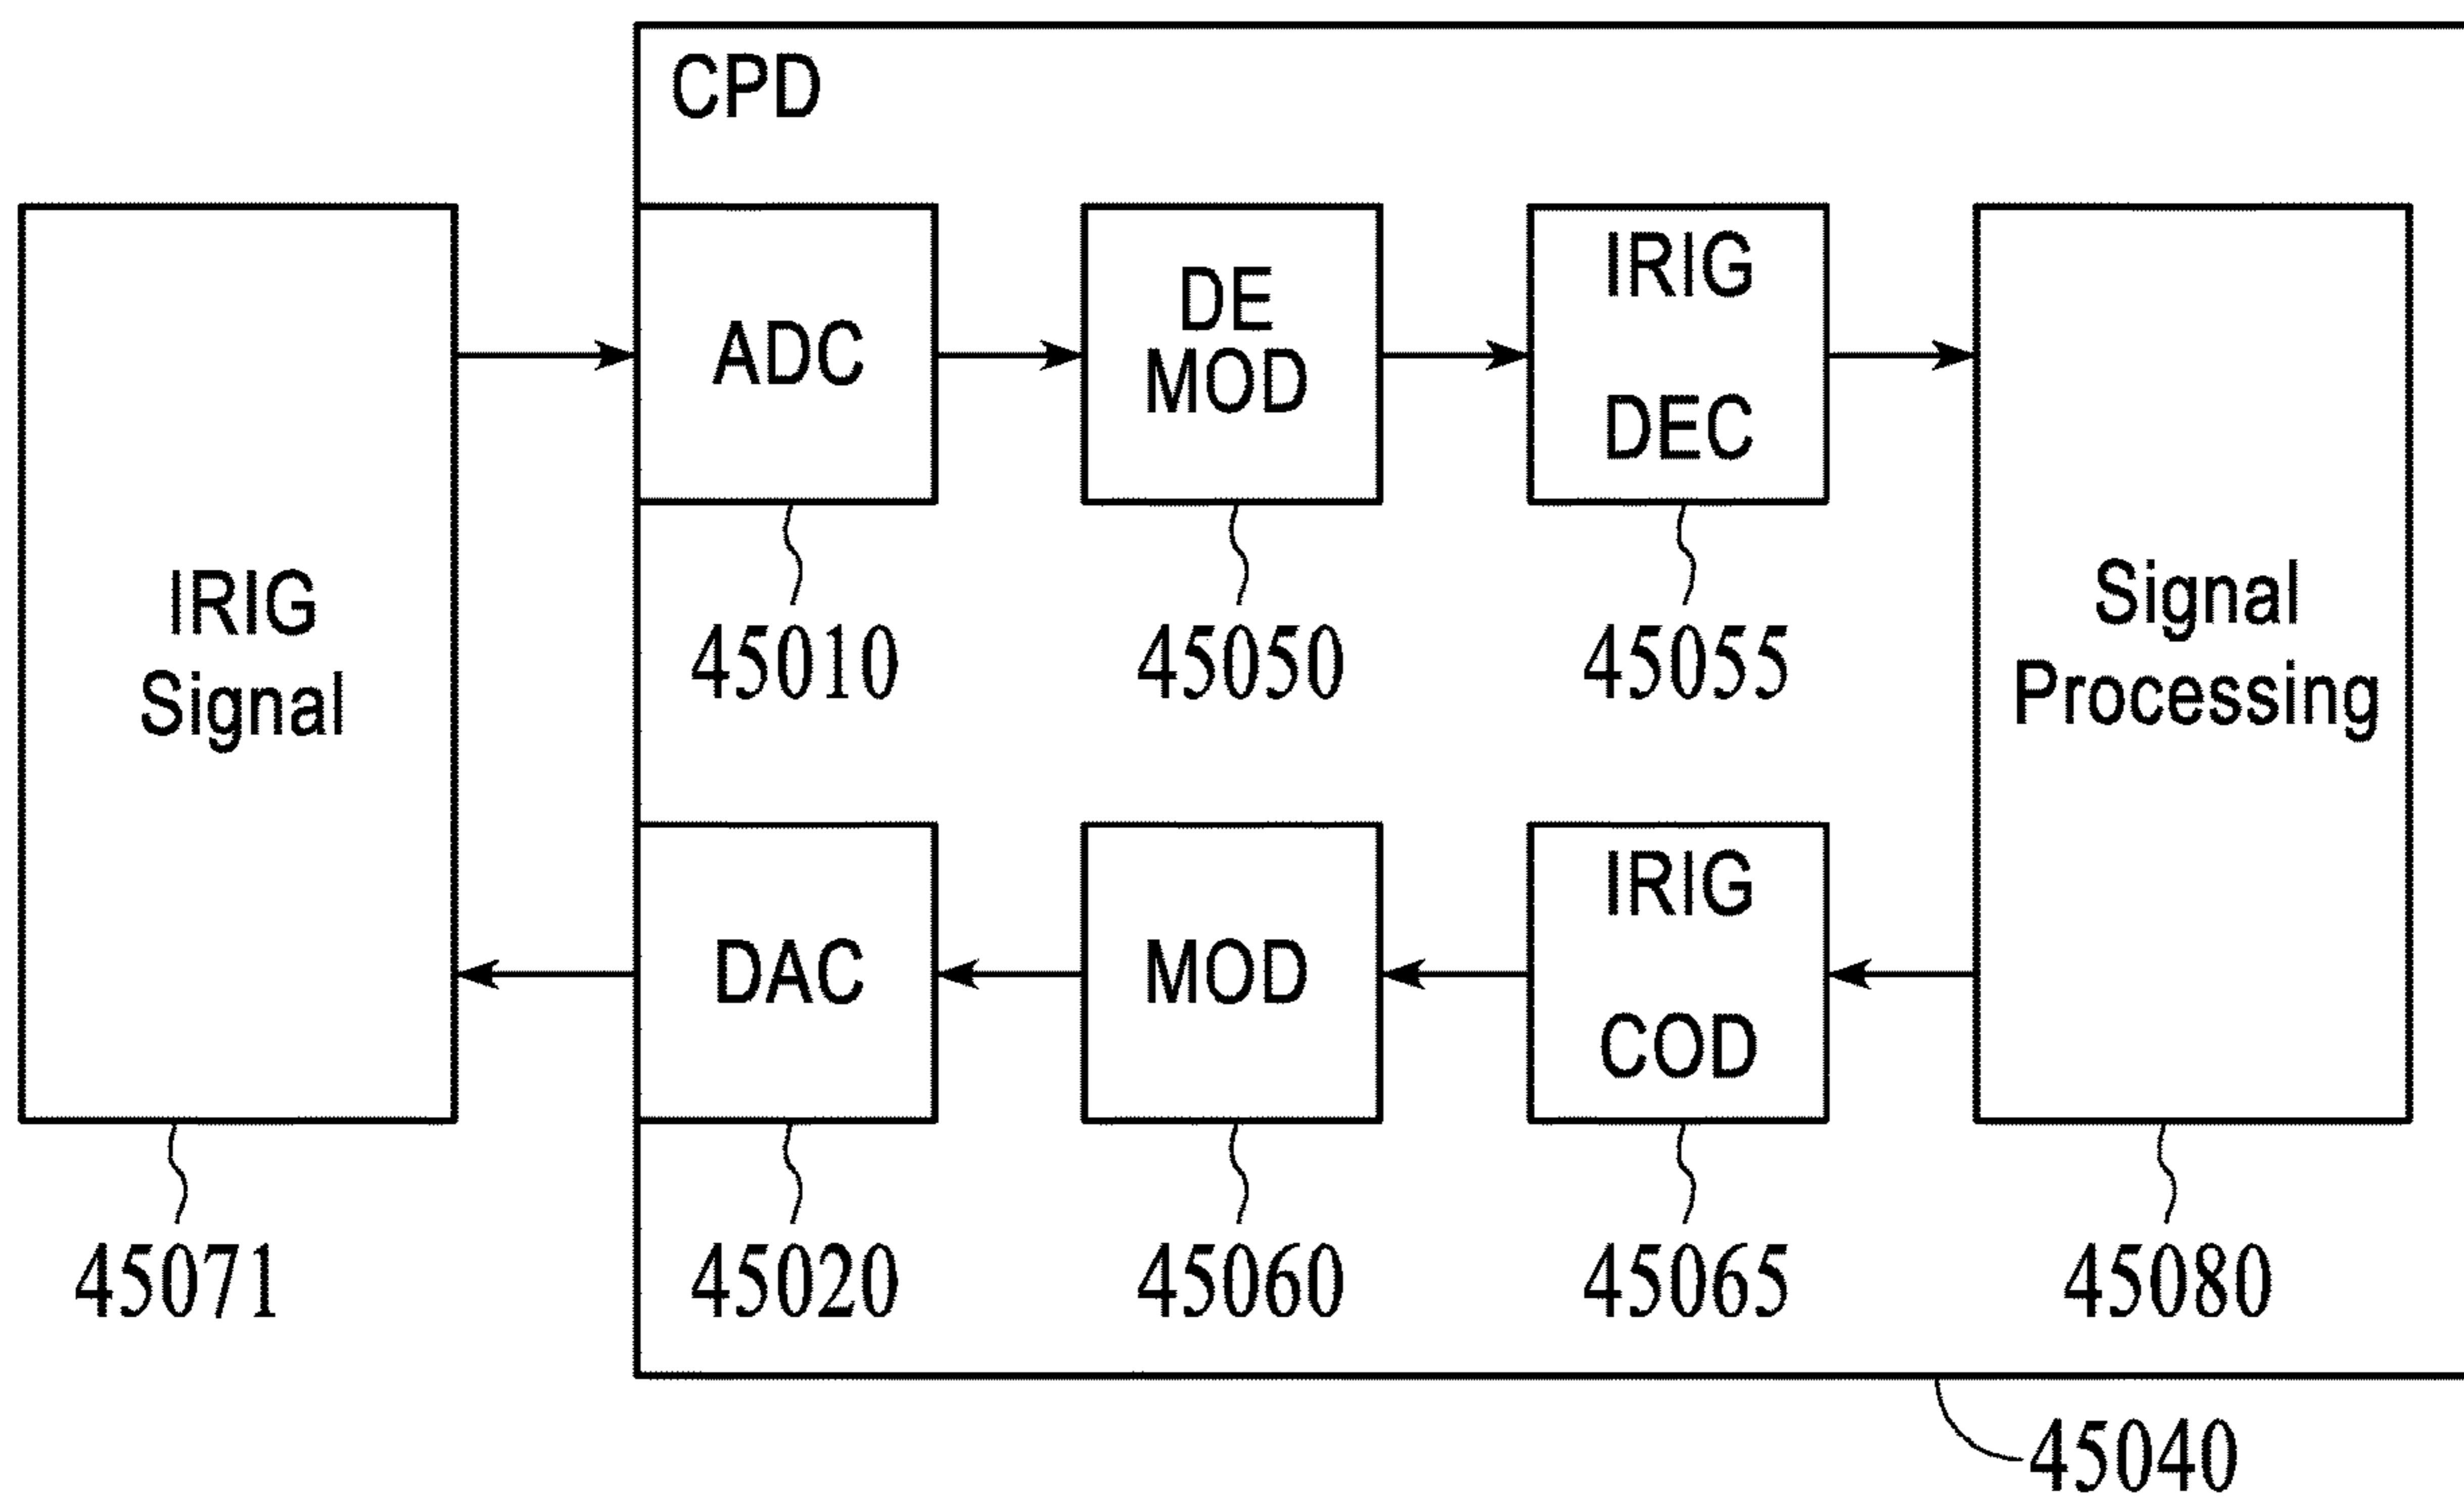 CPD
IRIG
Signal
ADC
DE
MOD
IRIG
DEC
Signal
Processing
45010
45050
45055
DAC
MOD
IRIG
COD
45071
45020
45060
45065
45080
45040